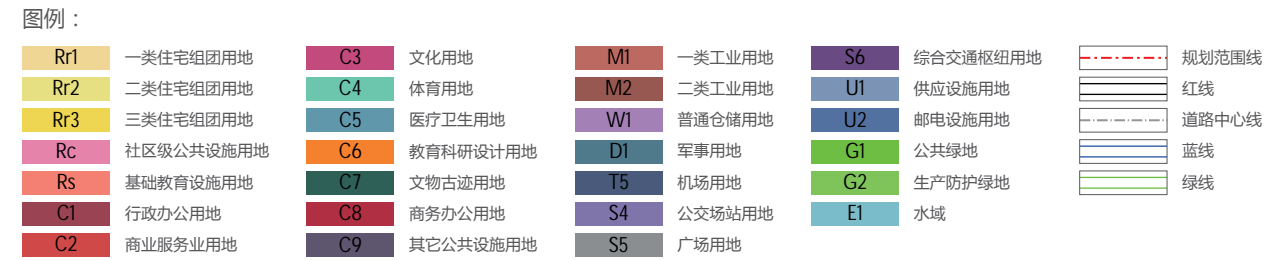 图例：
Rr1 一类住宅组团用地
Rr2 二类住宅组团用地
Rr3 三类住宅组团用地
Rc 社区级公共设施用地
Rs 基础教育设施用地
C1 行政办公用地
C2 商业服务业用地
C3 文化用地
C4 体育用地
C5 医疗卫生用地
C6 教育科研设计用地
C7 文物古迹用地
C8 商务办公用地
C9 其它公共设施用地
M1 一类工业用地
M2 二类工业用地
W1 普通仓储用地
D1 军事用地
T5 机场用地
S4 公交场站用地
S5 广场用地
S6 综合交通枢纽用地
U1 供应设施用地
U2 邮电设施用地
G1 公共绿地
G2 生产防护绿地
E1 水域
规划范围线
红线
道路中心线
蓝线
绿线